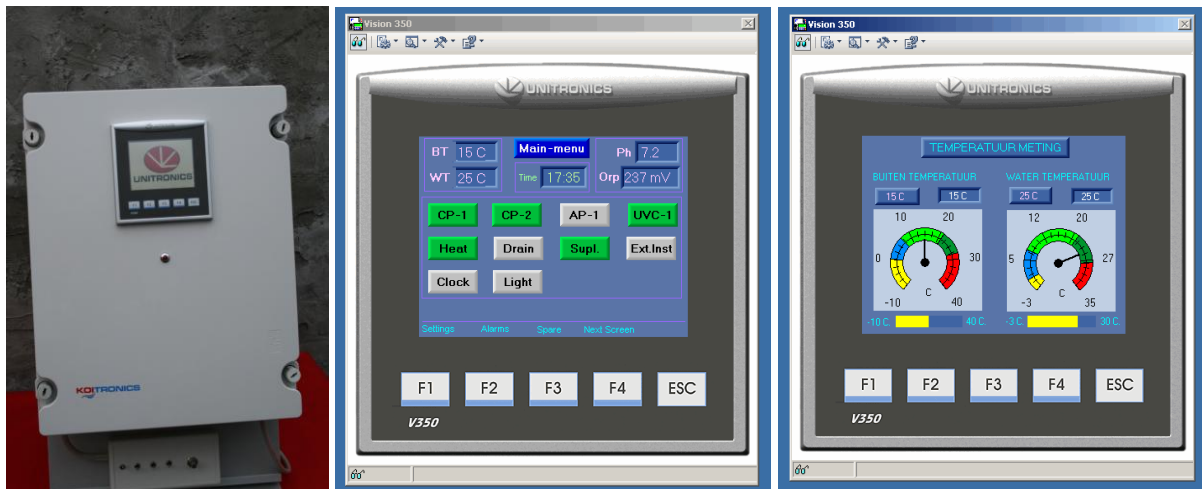 UNITRONICS
KOITRONICS
Vision 350
UNITRONICS
BT 15 C Main-menu Ph 7.2
WT 25 C Time 17:35 Orp 237 mV
CP-1 CP-2 AP-1 UVC-1
Heat Drain Supl. Ext.Inst
Clock Light
Settings Alarms Spare Next Screen
F1 F2 F3 F4 ESC
V350
Vision 350
UNITRONICS
TEMPERATUUR METING
BUITEN TEMPERATUUR WATER TEMPERATUUR
15 C 15 C 25 C 25 C
10 20 12 20
0 30 5 27
C C
-10 40 -3 35
-10 C. 40 C. -3 C. 30 C.
F1 F2 F3 F4 ESC
V350